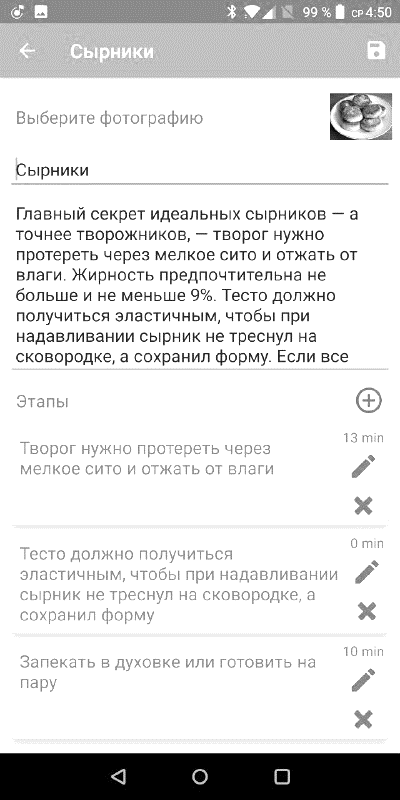 99 % СР 4:50
Сырники
Выберите фотографию
Сырники
Главный секрет идеальных сырников — а
точнее творожников, — творог нужно
протереть через мелкое сито и отжать от
влаги. Жирность предпочтительна не
больше и не меньше 9%. Тесто должно
получиться эластичным, чтобы при
надавливании сырник не треснул на
сковородке, а сохранил форму. Если все
Этапы
13 min
Творог нужно протереть через
мелкое сито и отжать от влаги
0 min
Тесто должно получиться
эластичным, чтобы при надавливании
сырник не треснул на сковородке, а
сохранил форму
10 min
Запекать в духовке или готовить на
пару